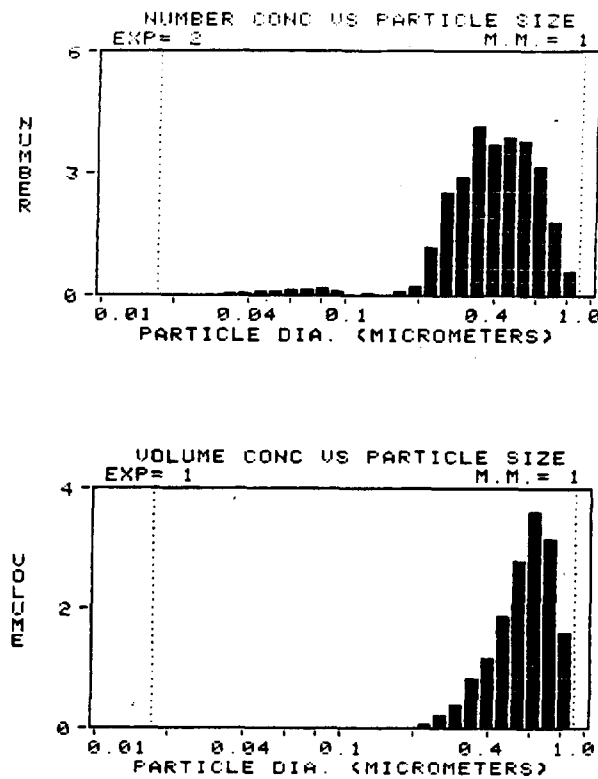 NUMBER CONC VS PARTICLE SIZE
EXP= 2 M.M.= 1
6
3
0
NUMBER
0.01 0.04 0.1 0.4 1.0
PARTICLE DIA. (MICROMETERS)
VOLUME CONC VS PARTICLE SIZE
EXP= 1 M.M.= 1
4
2
0
VOLUME
0.01 0.04 0.1 0.4 1.0
PARTICLE DIA. (MICROMETERS)